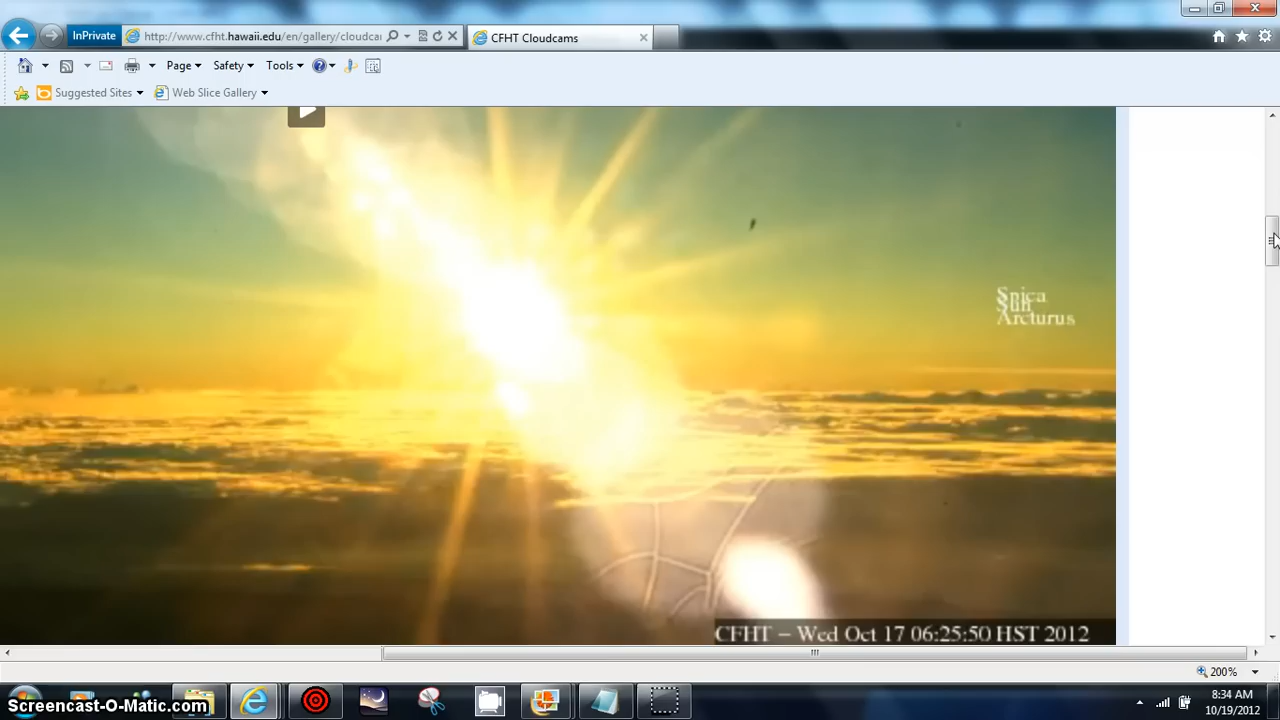 InPrivate
http://www.cfht.hawaii.edu/en/gallery/cloudcar
CFHT Cloudcams
Page
Safety
Tools
Suggested Sites
Web Slice Gallery
Spica
Sun
Arcturus
CFHT – Wed Oct 17 06:25:50 HST 2012
200%
Screencast-O-Matic.com
8:34 AM
10/19/2012